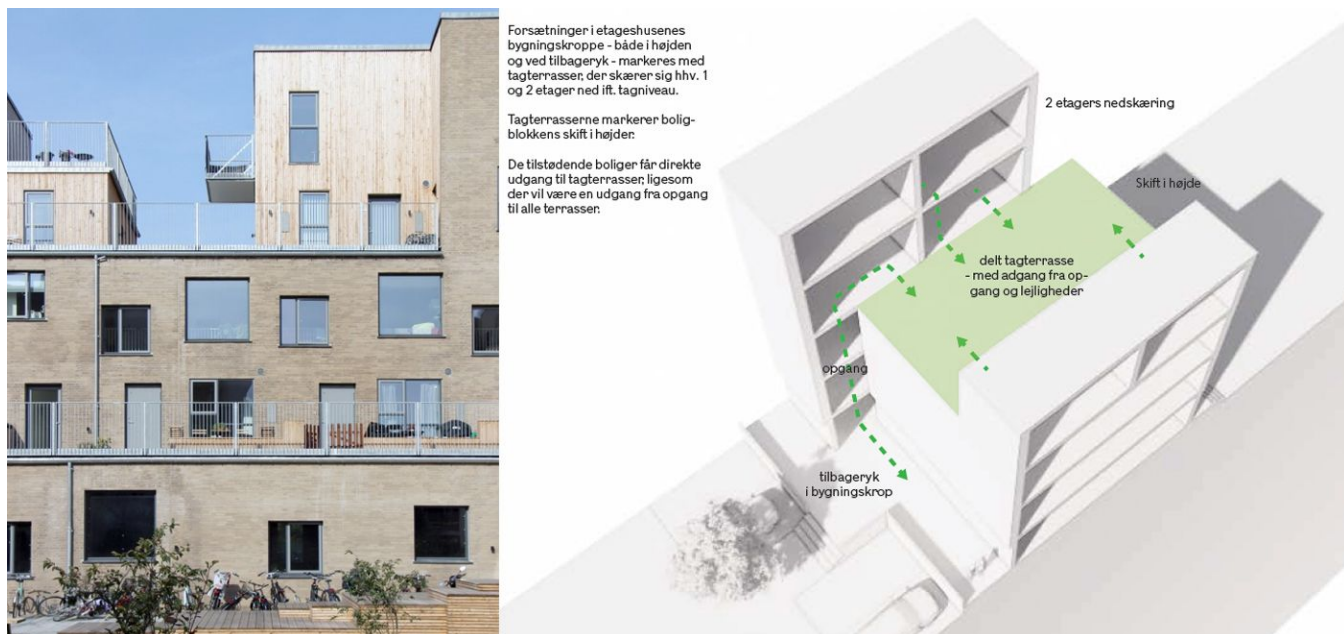 Forsætninger i etageshusenes
bygningskroppe - både i højden
og ved tilbageryk - markeres med
tagterrasser, der skærer sig hhv. 1
og 2 etager ned ift. tagniveau.
Tagterrasserne markerer bolig-
blokkens skift i højder.
De tilstødende boliger får direkte
udgang til tagterrasser, ligesom
der vil være en udgang fra opgang
til alle terrasser.
2 etagers nedskæring
Skift i højde
delt tagterrasse
- med adgang fra op-
gang og lejligheder
opgang
tilbageryk
i bygningskrop